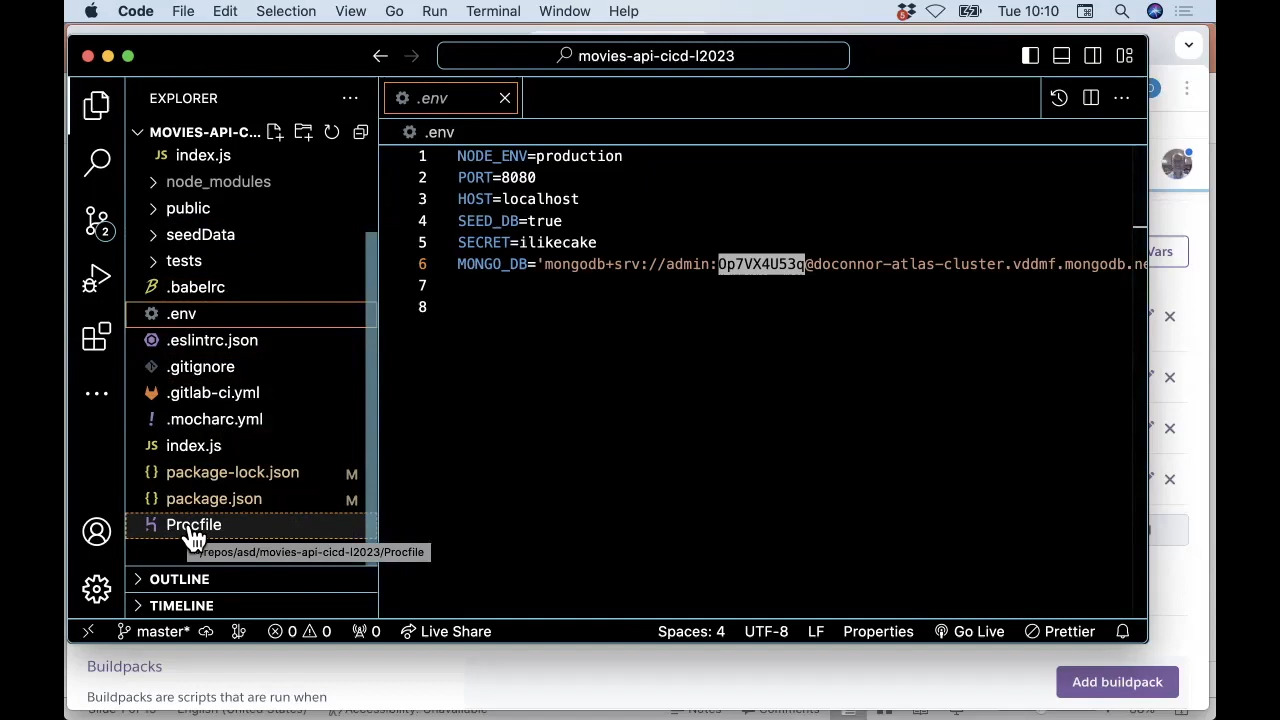 Code File Edit Selection View Go Run Terminal Window Help 5 Tue 10:10
movies-api-cicd-l2023
EXPLORER
.env
MOVIES-API-C...
.env
JS index.js
node_modules
public
seedData
tests
.babelrc
.env
.eslintrc.json
.gitignore
.gitlab-ci.yml
! .mocharc.yml
JS index.js
{} package-lock.json M
{} package.json M
Procfile
~/repos/asd/movies-api-cicd-l2023/Procfile
OUTLINE
TIMELINE
2
1 NODE_ENV=production
2 PORT=8080
3 HOST=localhost
4 SEED_DB=true
5 SECRET=ilikecake
6 MONGO_DB='mongodb+srv://admin:Op7VX4U53q@doconnor-atlas-cluster.vddmf.mongodb.ne
7
8
Vars
master* 0 0 0 Live Share Spaces: 4 UTF-8 LF Properties Go Live Prettier
Buildpacks
Add buildpack
Buildpacks are scripts that are run when